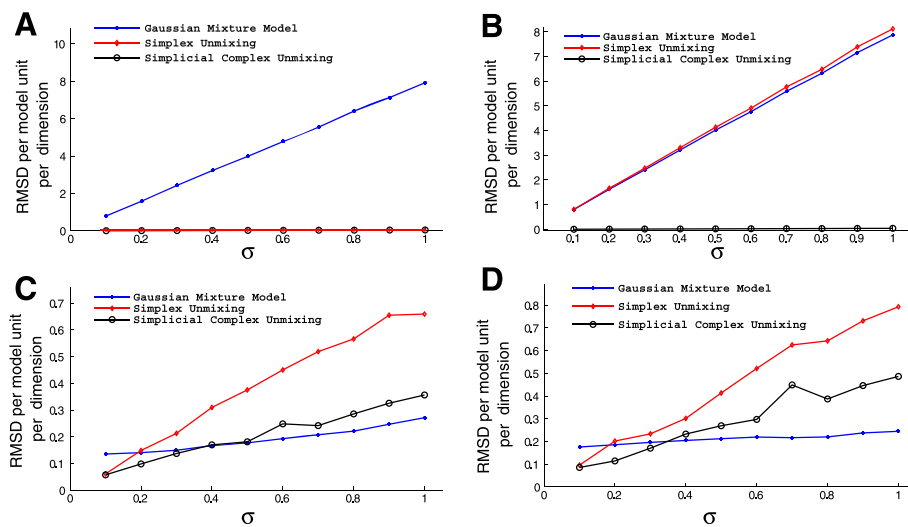 A
Gaussian Mixture Model
Simplex Unmixing
Simplicial Complex Unmixing
RMSD per model unit
per dimension
10
8
6
4
2
0
0
0.2
0.4
0.6
0.8
1
σ
B
Gaussian Mixture Model
Simplex Unmixing
Simplicial Complex Unmixing
RMSD per model unit
per dimension
8
7
6
5
4
3
2
1
0
0.1
0.2
0.3
0.4
0.5
0.6
0.7
0.8
0.9
1
σ
C
Gaussian Mixture Model
Simplex Unmixing
Simplicial Complex Unmixing
RMSD per model unit
per dimension
0.7
0.6
0.5
0.4
0.3
0.2
0.1
0
0
0.2
0.4
0.6
0.8
1
σ
D
Gaussian Mixture Model
Simplex Unmixing
Simplicial Complex Unmixing
RMSD per model unit
per dimension
0.8
0.7
0.6
0.5
0.4
0.3
0.2
0.1
0
0
0.2
0.4
0.6
0.8
1
σ